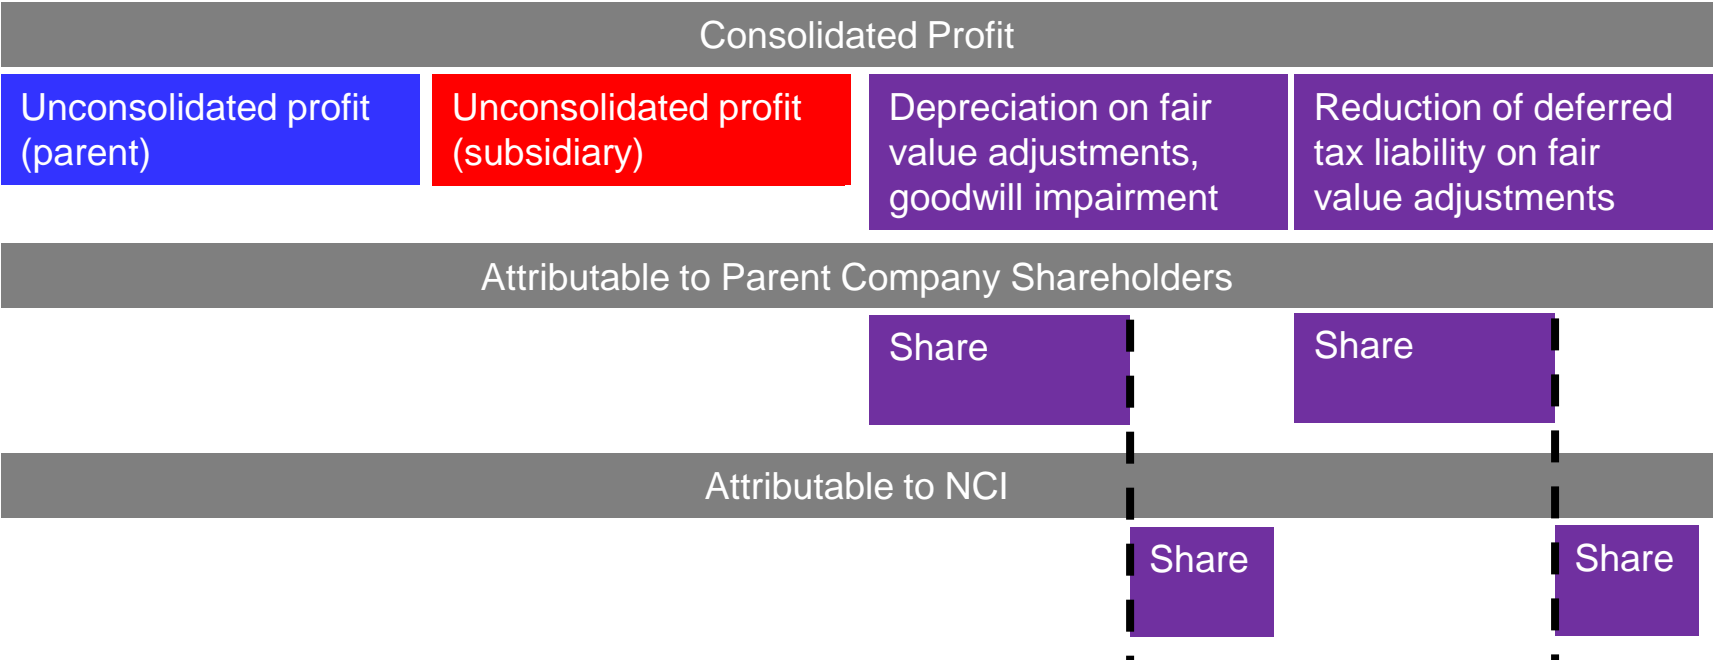 Consolidated Profit
Unconsolidated profit
(parent)
Unconsolidated profit
(subsidiary)
Depreciation on fair
value adjustments,
goodwill impairment
Reduction of deferred
tax liability on fair
value adjustments
Attributable to Parent Company Shareholders
Share
Share
Attributable to NCI
Share
Share